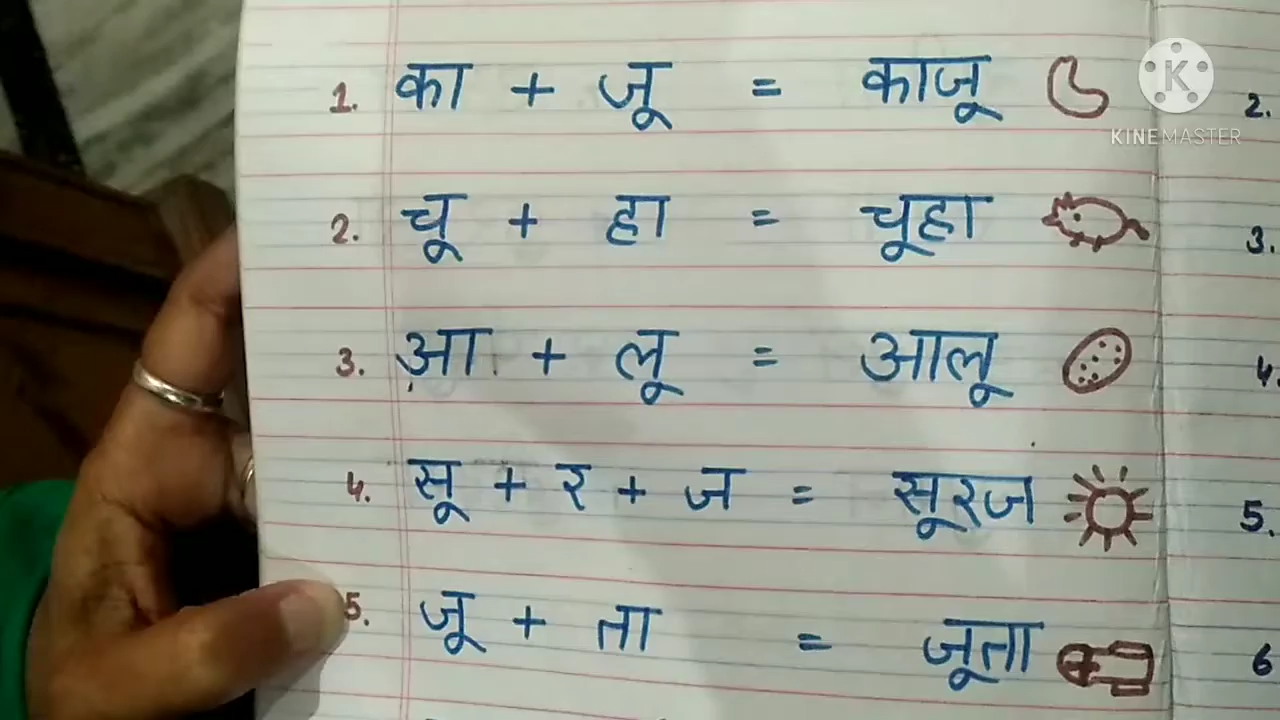 1. का + जू = काजू 2.
2. चू + हा = चूहा 3.
3. आ + लू = आलू 4.
4. सू + र + ज = सूरज 5.
5. जू + ता = जूता 6
K
KINEMASTER